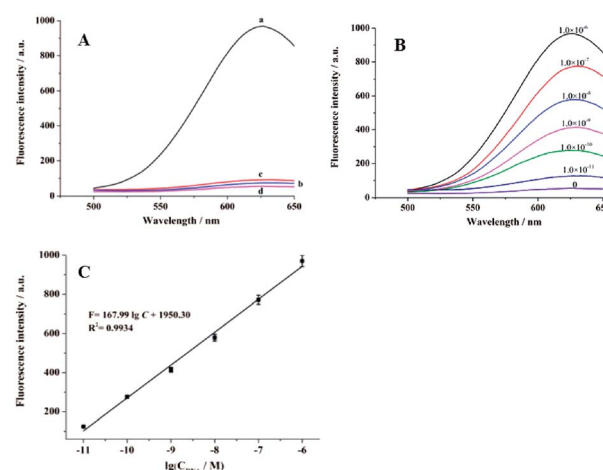 A
a
c
b
d
1000
800
600
400
200
0
500
550
600
650
Fluorescence intensity / a.u.
Wavelength / nm
B
1.0×10⁻⁶
1.0×10⁻⁷
1.0×10⁻⁸
1.0×10⁻⁹
1.0×10⁻¹⁰
1.0×10⁻¹¹
0
1000
800
600
400
200
0
500
550
600
650
Fluorescence intensity / a.u.
Wavelength / nm
C
F= 167.99 lg C + 1950.30
R²= 0.9934
1000
800
600
400
200
-11
-10
-9
-8
-7
-6
Fluorescence intensity / a.u.
lg(C / M)